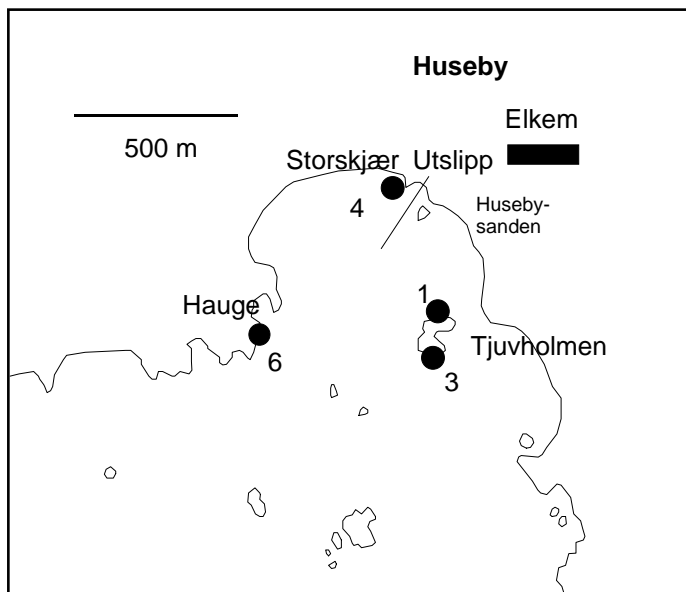 Huseby
Elkem
500 m
Storskjær Utslipp
4
Huseby-
sanden
Hauge
1
Tjuvholmen
6
3